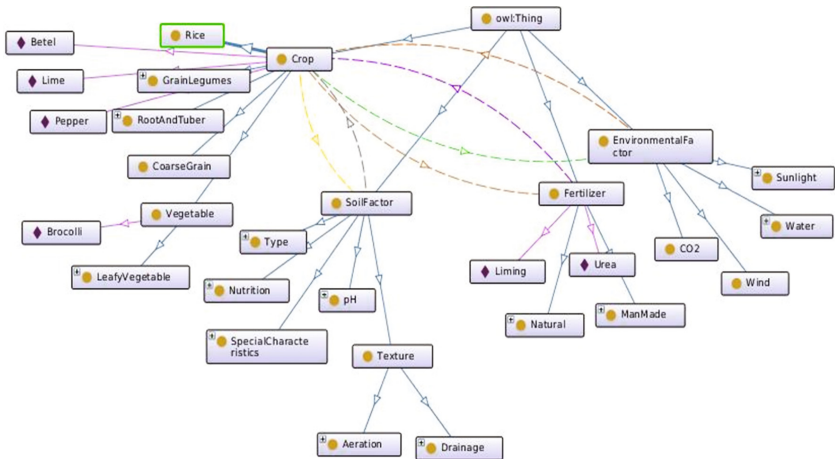 owl:Thing
Rice
Betel
Crop
Lime
GrainLegumes
Pepper
RootAndTuber
EnvironmentalFa
ctor
CoarseGrain
Sunlight
Fertilizer
SoilFactor
Vegetable
Water
Brocolli
Type
CO2
Urea
Liming
LeafyVegetable
Wind
Nutrition
pH
ManMade
Natural
SpecialCharacte
ristics
Texture
Aeration
Drainage